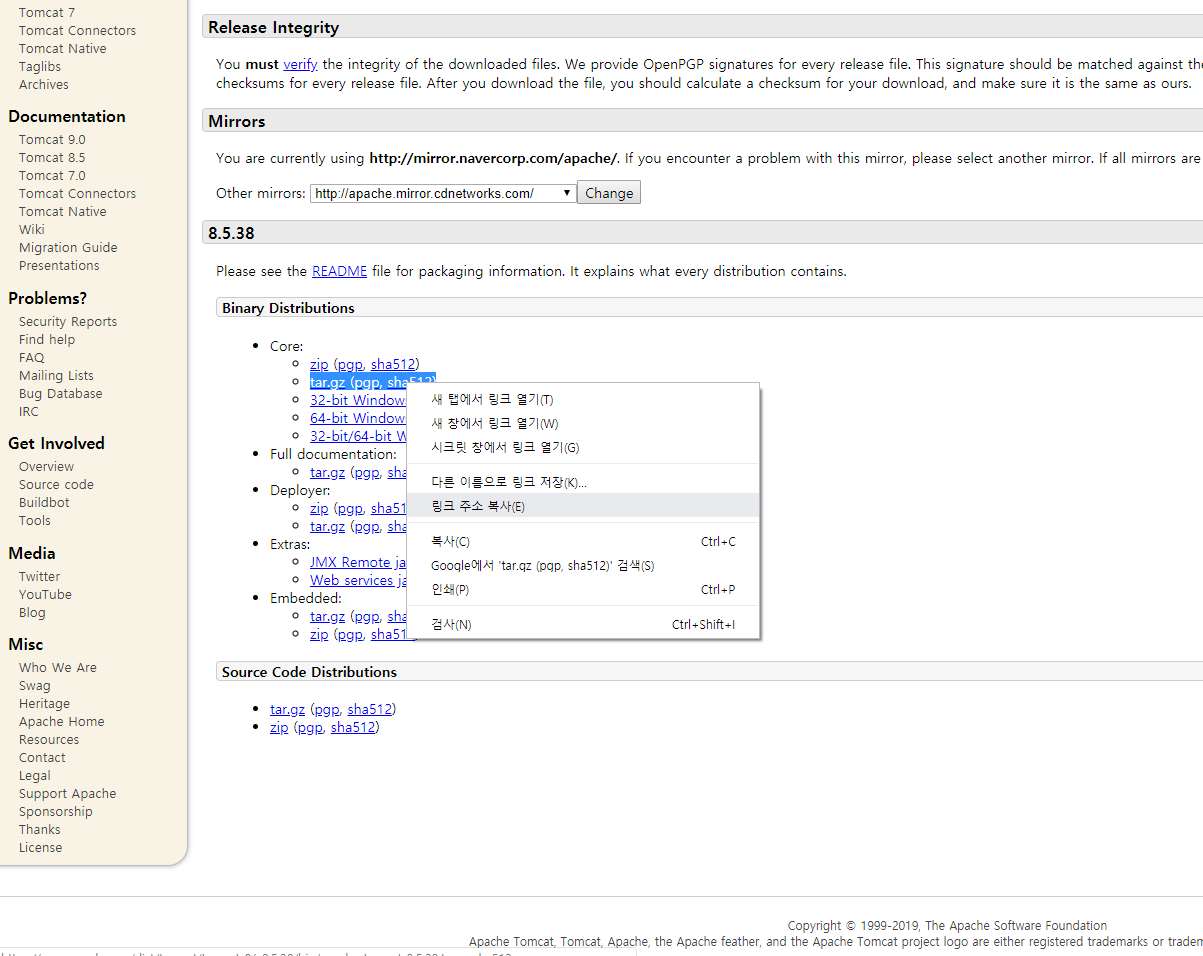 Tomcat 7
Tomcat Connectors
Tomcat Native
Taglibs
Archives
Documentation
Tomcat 9.0
Tomcat 8.5
Tomcat 7.0
Tomcat Connectors
Tomcat Native
Wiki
Migration Guide
Presentations
Problems?
Security Reports
Find help
FAQ
Mailing Lists
Bug Database
IRC
Get Involved
Overview
Source code
Buildbot
Tools
Media
Twitter
YouTube
Blog
Misc
Who We Are
Swag
Heritage
Apache Home
Resources
Contact
Legal
Support Apache
Sponsorship
Thanks
License
Release Integrity
You must verify the integrity of the downloaded files. We provide OpenPGP signatures for every release file. This signature should be matched against the
checksums for every release file. After you download the file, you should calculate a checksum for your download, and make sure it is the same as ours.
Mirrors
You are currently using http://mirror.navercorp.com/apache/. If you encounter a problem with this mirror, please select another mirror. If all mirrors are
Other mirrors: http://apache.mirror.cdnetworks.com/ Change
8.5.38
Please see the README file for packaging information. It explains what every distribution contains.
Binary Distributions
Core:
zip (pgp, sha512)
tar.gz (pgp, sha512)
32-bit Window
64-bit Window
32-bit/64-bit W
Full documentation:
tar.gz (pgp, sha
Deployer:
zip (pgp, sha51
tar.gz (pgp, sha
Extras:
JMX Remote ja
Web services ja
Embedded:
tar.gz (pgp, sha
zip (pgp, sha51
새 탭에서 링크 열기(T)
새 창에서 링크 열기(W)
시크릿 창에서 링크 열기(G)
다른 이름으로 링크 저장(K)...
링크 주소 복사(E)
복사(C) Ctrl+C
Google에서 'tar.gz (pgp, sha512)' 검색(S)
인쇄(P) Ctrl+P
검사(N) Ctrl+Shift+I
Source Code Distributions
tar.gz (pgp, sha512)
zip (pgp, sha512)
Copyright © 1999-2019, The Apache Software Foundation
Apache Tomcat, Tomcat, Apache, the Apache feather, and the Apache Tomcat project logo are either registered trademarks or tradem